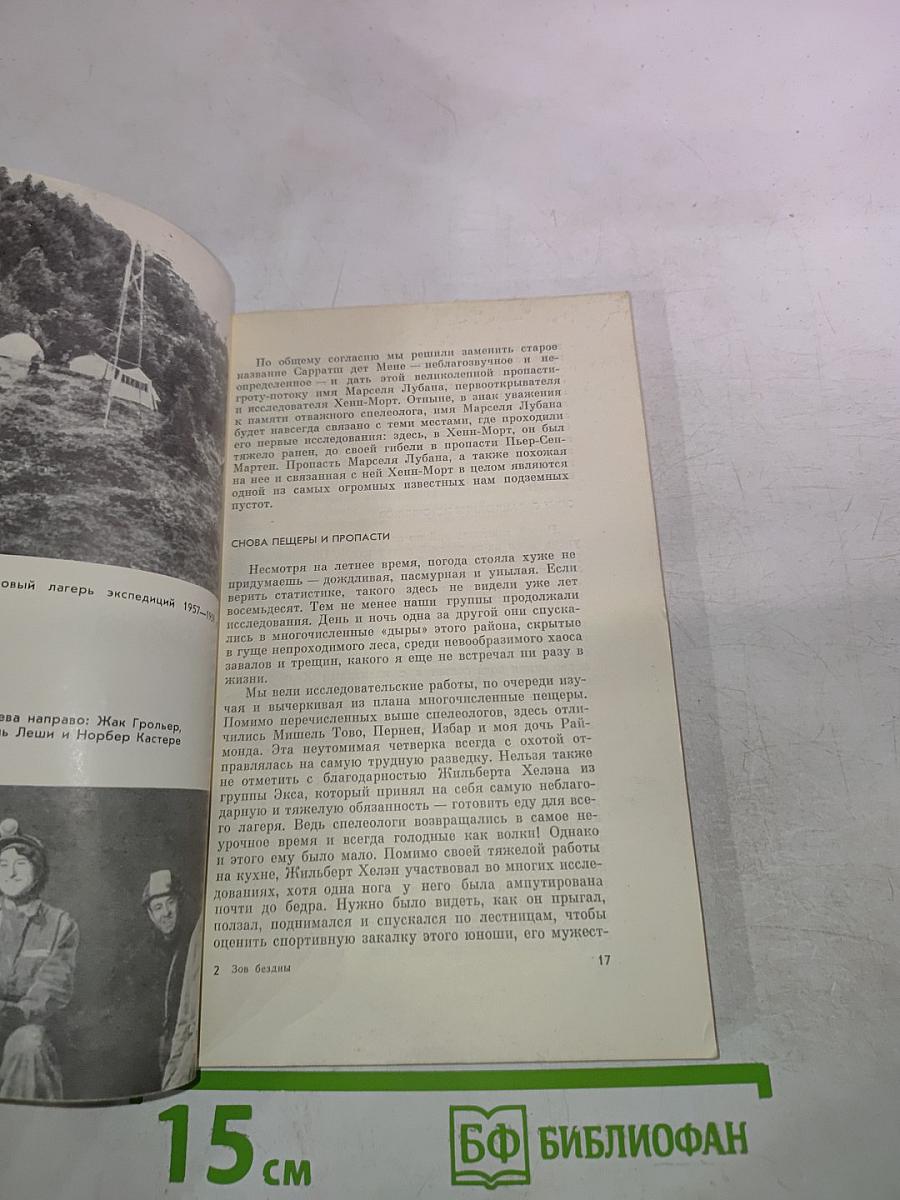 овый лагерь экспедиций 1957—
ева направо: Жак Грольер,
ь Леши и Норбер Кастере
По общему согласию мы решили заменить старое
название Сарратш дет Мене — неблагозвучное и не-
определенное — и дать этой великолепной пропасти-
гроту-потоку имя Марселя Лубана, первооткрывателя
и исследователя Хенн-Морт. Отныне, в знак уважения
к памяти отважного спелеолога, имя Марселя Лубана
будет навсегда связано с теми местами, где проходили
его первые исследования: здесь, в Хенн-Морт, он был
тяжело ранен, до своей гибели в пропасти Пьер-Сен-
Мартен. Пропасть Марселя Лубана, а также похожая
на нее и связанная с ней Хенн-Морт в целом являются
одной из самых огромных известных нам подземных
пустот.
СНОВА ПЕЩЕРЫ И ПРОПАСТИ
Несмотря на летнее время, погода стояла хуже не
придумаешь — дождливая, пасмурная и унылая. Если
верить статистике, такого здесь не видели уже лет
восемьдесят. Тем не менее наши группы продолжали
исследования. День и ночь одна за другой они спуска-
лись в многочисленные «дыры» этого района, скрытые
в гуще непроходимого леса, среди невообразимого хаоса
завалов и трещин, какого я еще не встречал ни разу в
жизни.
Мы вели исследовательские работы, по очереди изу-
чая и вычеркивая из плана многочисленные пещеры.
Помимо перечисленных выше спелеологов, здесь отли-
чились Мишель Тово, Пернен, Избар и моя дочь Рай-
монда. Эта неутомимая четверка всегда с охотой от-
правлялась на самую трудную разведку. Нельзя также
не отметить с благодарностью Жильберта Хелэна из
группы Экса, который принял на себя самую неблаго-
дарную и тяжелую обязанность — готовить еду для все-
го лагеря. Ведь спелеологи возвращались в самое не-
урочное время и всегда голодные как волки! Однако
и этого ему было мало. Помимо своей тяжелой работы
на кухне, Жильберт Хелэн участвовал во многих иссле-
дованиях, хотя одна нога у него была ампутирована
почти до бедра. Нужно было видеть, как он прыгал,
ползал, поднимался и спускался по лестницам, чтобы
оценить спортивную закалку этого юноши, его мужест-
2 Зов бездны
17
15 см
БФ БИБЛИОФАН